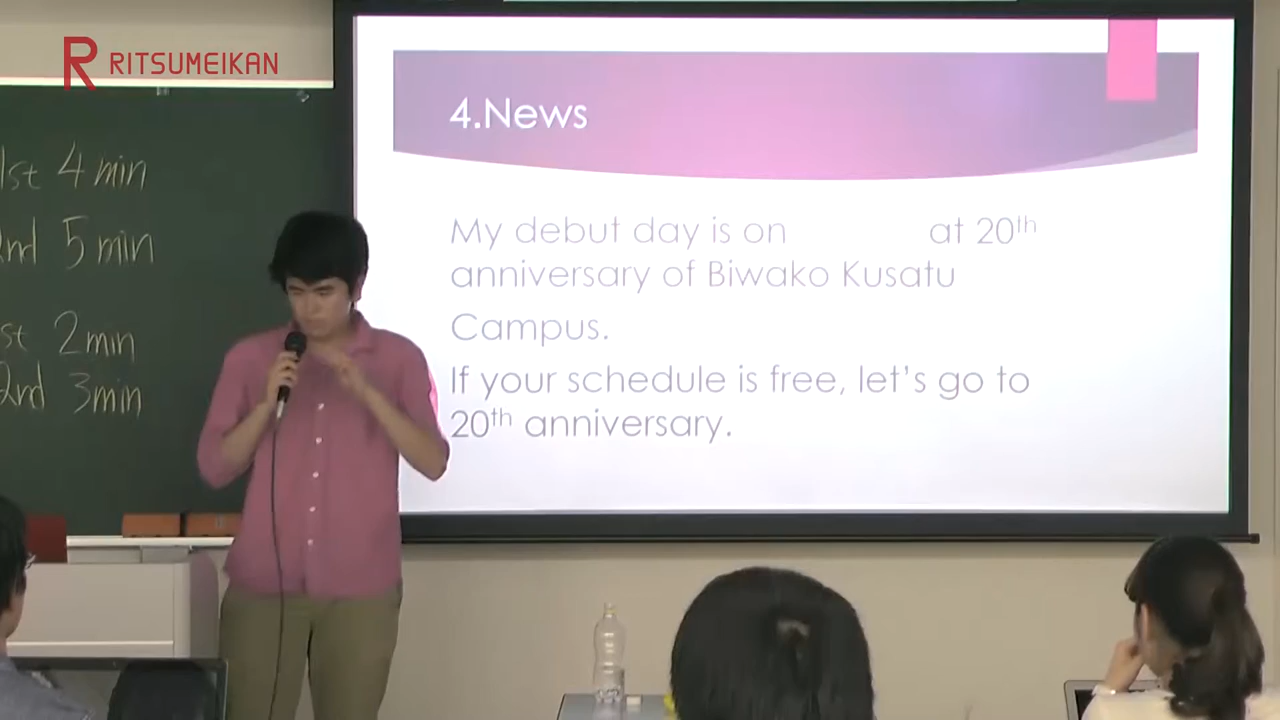 RITSUMEIKAN
1st 4 min
2nd 5 min
st 2 min
2nd 3 min
4.News
My debut day is on at 20th
anniversary of Biwako Kusatu
Campus.
If your schedule is free, let's go to
20th anniversary.